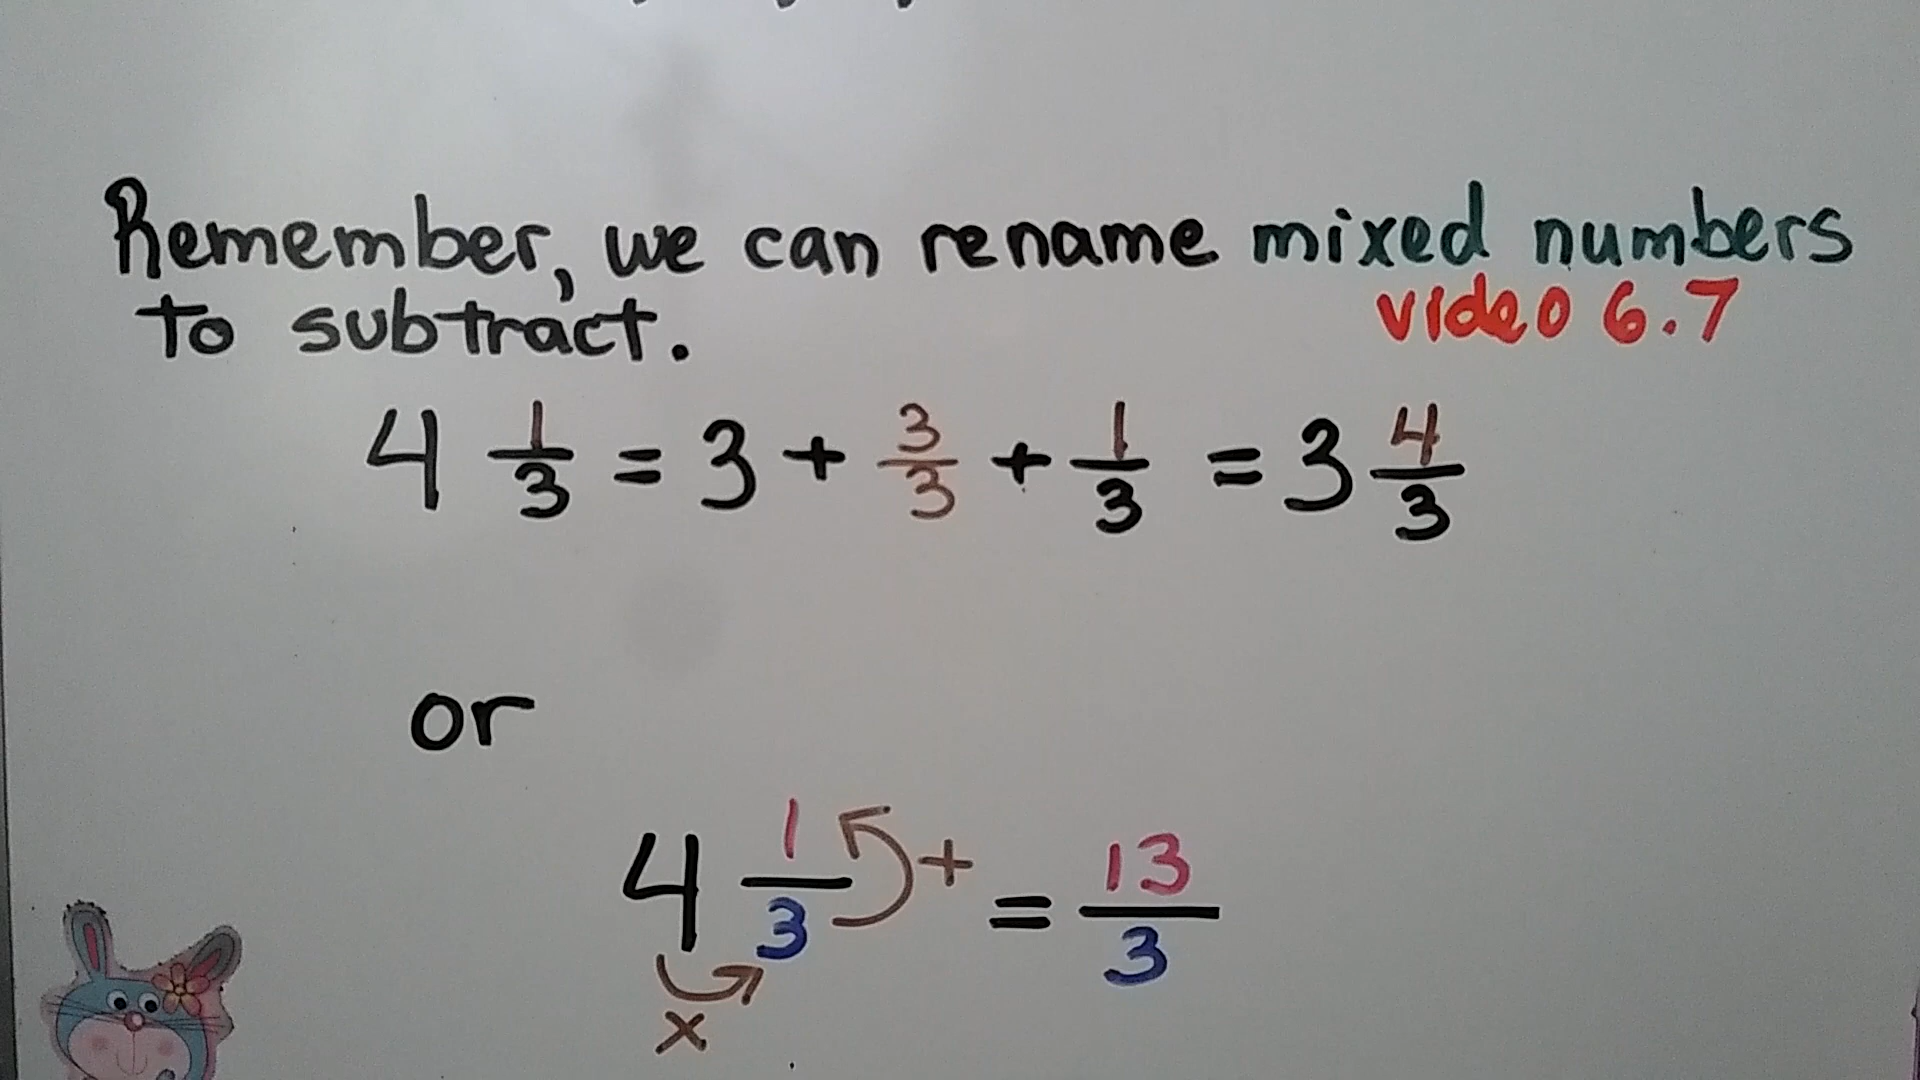 Remember, we can rename mixed numbers
to subtract. video 6.7
4 1/3 = 3 + 3/3 + 1/3 = 3 4/3
or
4 1/3 + = 13/3
x